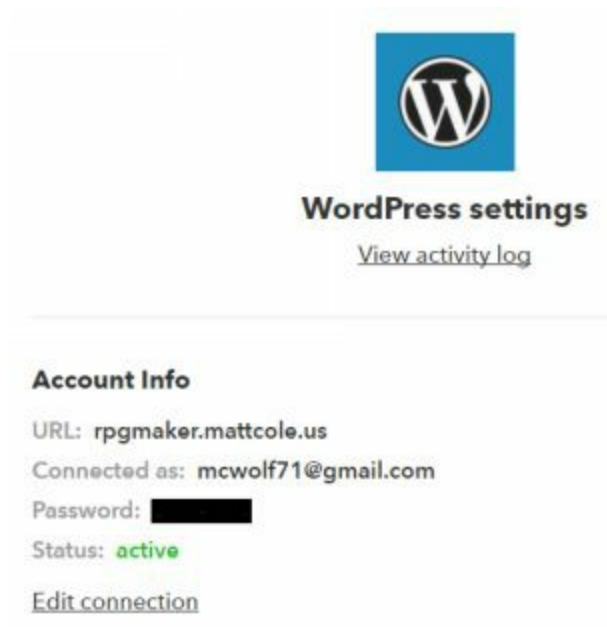 WordPress settings
View activity log
Account Info
URL: rpgmaker.mattcole.us
Connected as: mcwolf71@gmail.com
Password:
Status: active
Edit connection